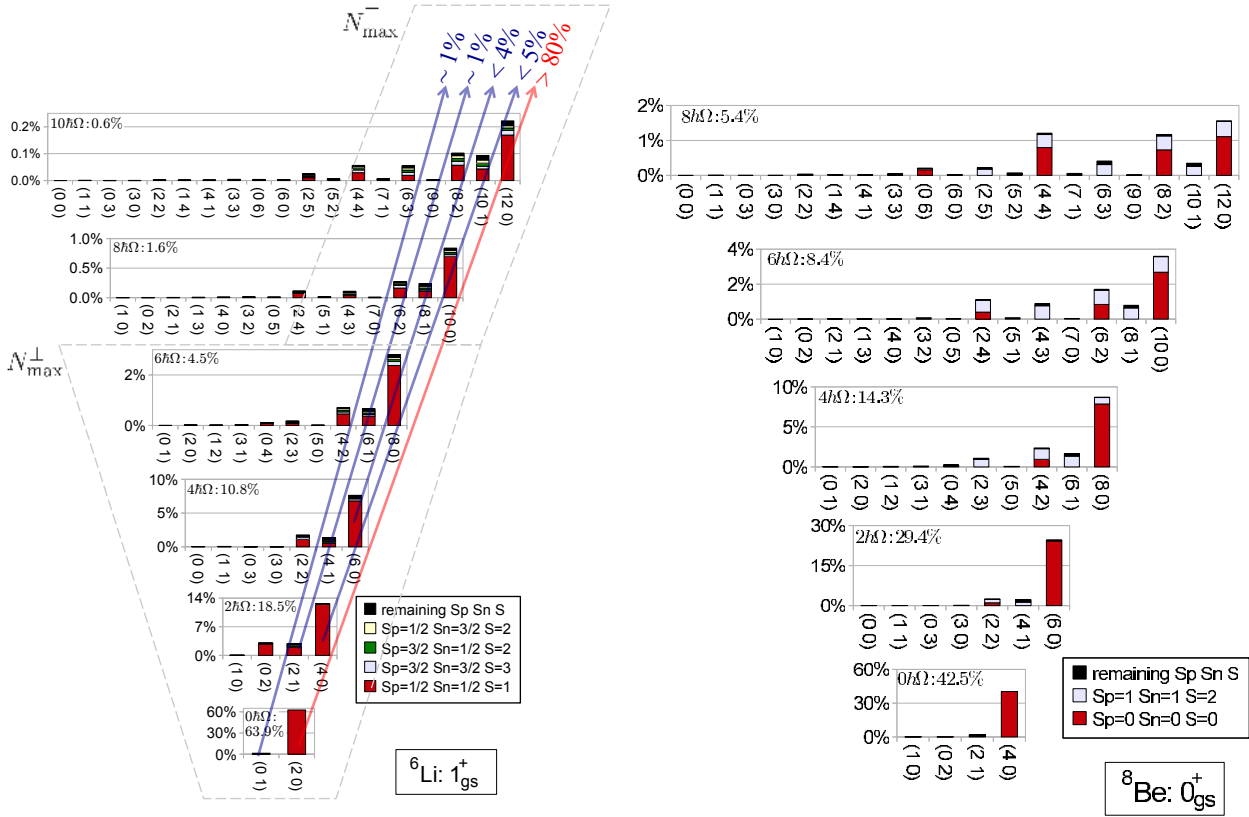 N⁻max
~ 1%
~ 1%
< 4%
< 5%
> 80%
10ℏΩ:0.6%
0.2%
0.1%
0.0%
(0 0) (1 1) (0 3) (3 0) (2 2) (1 4) (4 1) (3 3) (0 6) (6 0) (2 5) (5 2) (4 4) (7 1) (6 3) (9 0) (8 2) (10 1) (12 0)
8ℏΩ:1.6%
1.0%
0.5%
0.0%
(1 0) (0 2) (2 1) (1 3) (4 0) (3 2) (0 5) (2 4) (5 1) (4 3) (7 0) (6 2) (8 1) (10 0)
N⊥max
6ℏΩ:4.5%
2%
0%
(0 1) (2 0) (1 2) (3 1) (0 4) (2 3) (5 0) (4 2) (6 1) (8 0)
4ℏΩ:10.8%
10%
5%
0%
(0 0) (1 1) (0 3) (3 0) (2 2) (4 1) (6 0)
2ℏΩ:18.5%
14%
7%
0%
(1 0) (0 2) (2 1) (4 0)
remaining Sp Sn S
Sp=1/2 Sn=3/2 S=2
Sp=3/2 Sn=1/2 S=2
Sp=3/2 Sn=3/2 S=3
Sp=1/2 Sn=1/2 S=1
0ℏΩ:
63.9%
60%
30%
0%
(0 1) (2 0)
⁶Li: 1⁺gs
8ℏΩ:5.4%
2%
1%
0%
(0 0) (1 1) (0 3) (3 0) (2 2) (1 4) (4 1) (3 3) (0 6) (6 0) (2 5) (5 2) (4 4) (7 1) (6 3) (9 0) (8 2) (10 1) (12 0)
6ℏΩ:8.4%
4%
2%
0%
(1 0) (0 2) (2 1) (1 3) (4 0) (3 2) (0 5) (2 4) (5 1) (4 3) (7 0) (6 2) (8 1) (10 0)
4ℏΩ:14.3%
10%
5%
0%
(0 1) (2 0) (1 2) (3 1) (0 4) (2 3) (5 0) (4 2) (6 1) (8 0)
2ℏΩ:29.4%
30%
15%
0%
(0 0) (1 1) (0 3) (3 0) (2 2) (4 1) (6 0)
0ℏΩ:42.5%
60%
40%
20%
0%
(1 0) (0 2) (2 1) (4 0)
remaining Sp Sn S
Sp=1 Sn=1 S=2
Sp=0 Sn=0 S=0
⁸Be: 0⁺gs